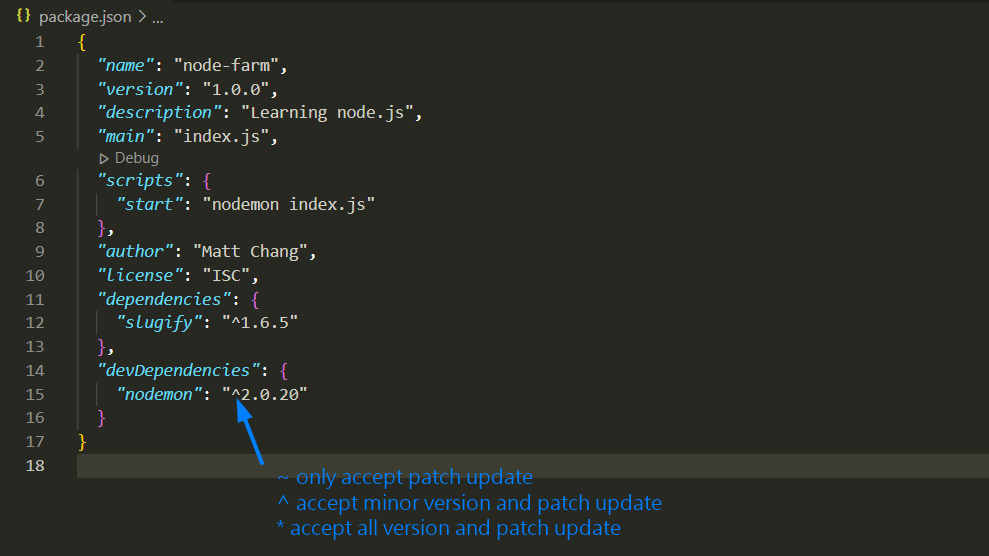 {} package.json > ...
1 {
2 "name": "node-farm",
3 "version": "1.0.0",
4 "description": "Learning node.js",
5 "main": "index.js",
Debug
6 "scripts": {
7 "start": "nodemon index.js"
8 },
9 "author": "Matt Chang",
10 "license": "ISC",
11 "dependencies": {
12 "slugify": "^1.6.5"
13 },
14 "devDependencies": {
15 "nodemon": "^2.0.20"
16 }
17 }
18
~ only accept patch update
^ accept minor version and patch update
* accept all version and patch update